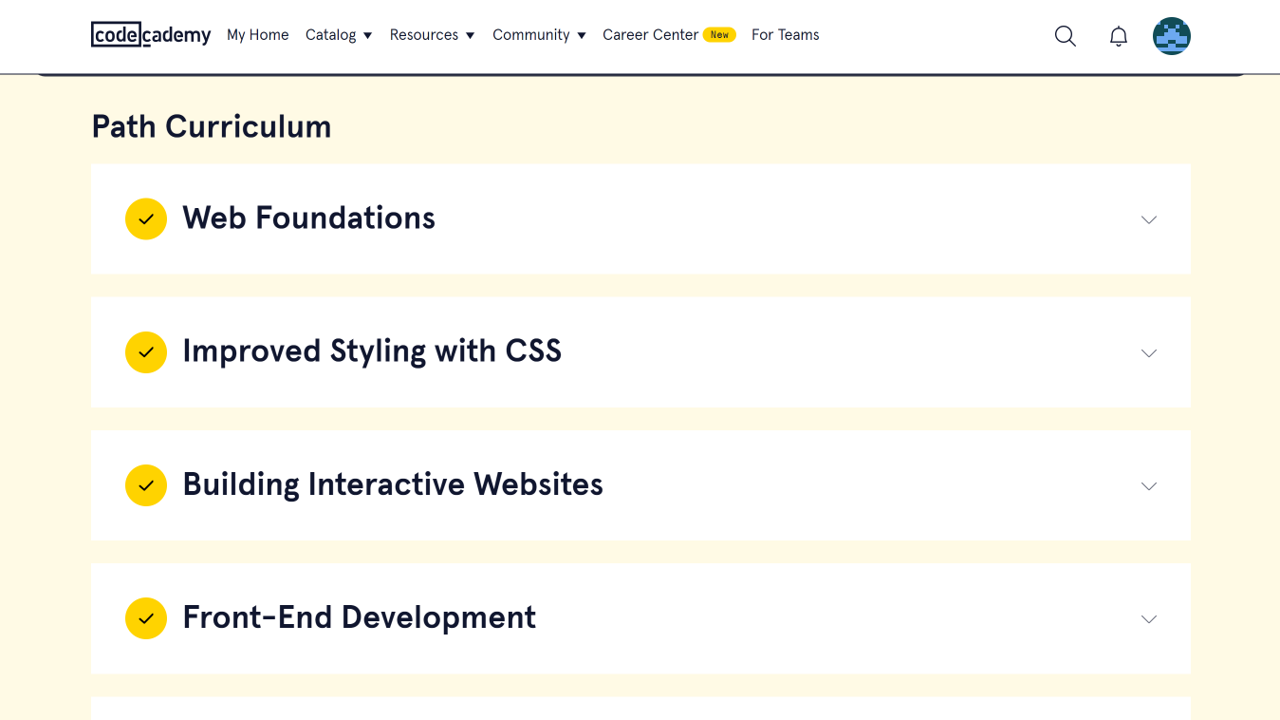 codecademy My Home Catalog Resources Community Career Center New For Teams
Path Curriculum
Web Foundations
Improved Styling with CSS
Building Interactive Websites
Front-End Development